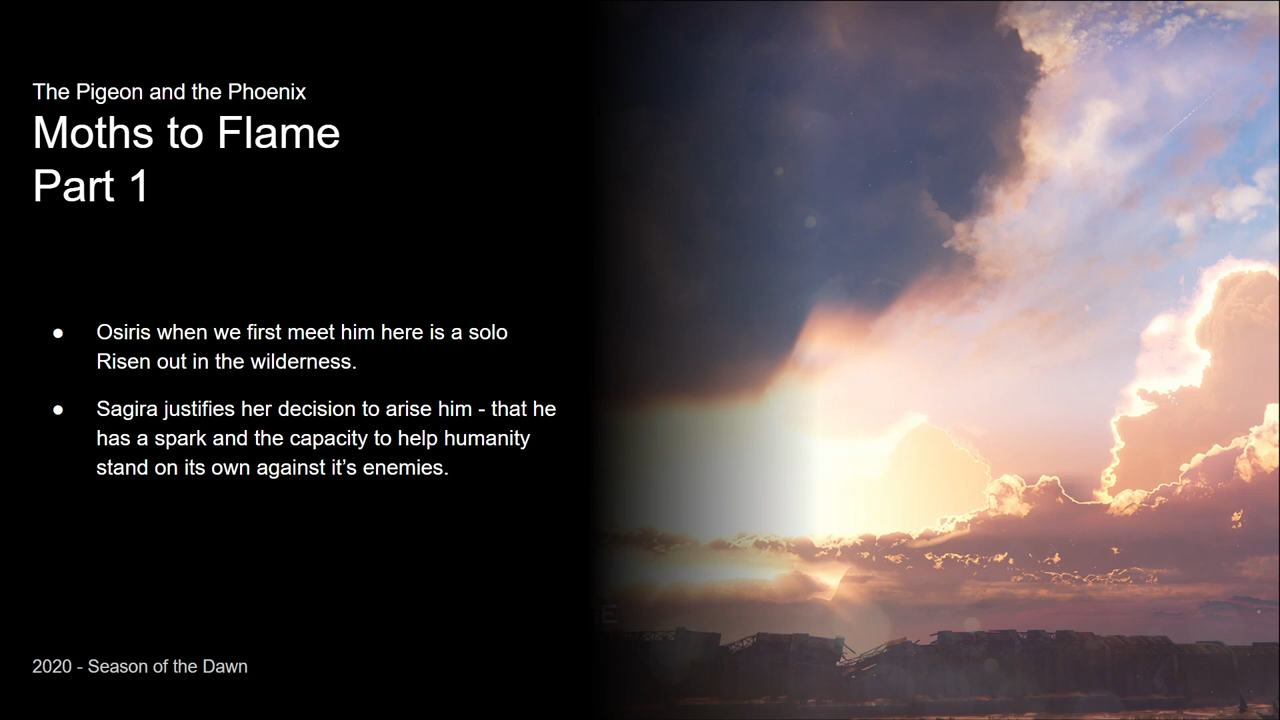 The Pigeon and the Phoenix
Moths to Flame
Part 1
● Osiris when we first meet him here is a solo
Risen out in the wilderness.
● Sagira justifies her decision to arise him - that he
has a spark and the capacity to help humanity
stand on its own against it’s enemies.
E
2020 - Season of the Dawn